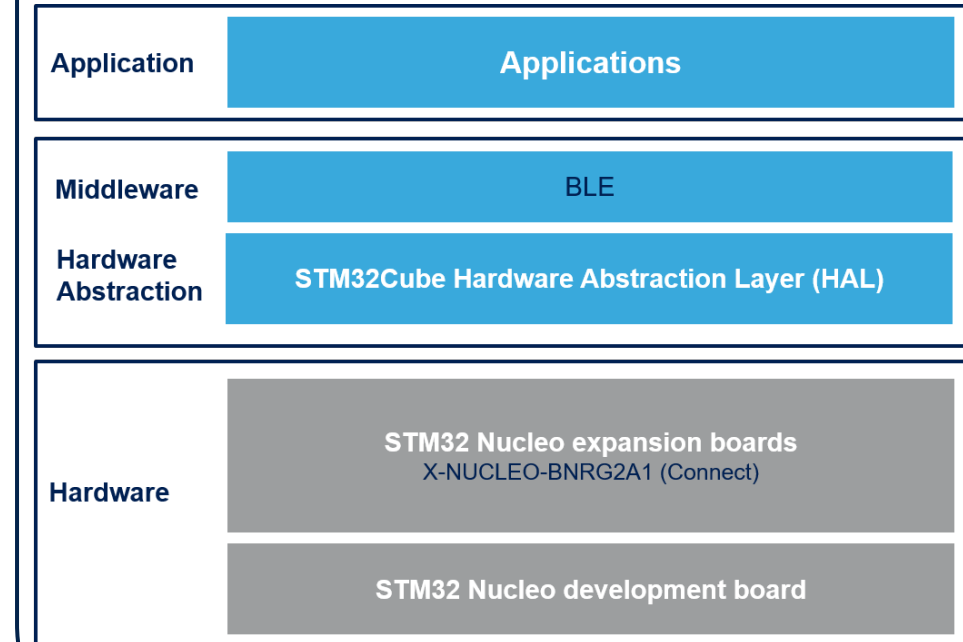 Application
Applications
Middleware
BLE
Hardware
Abstraction
STM32Cube Hardware Abstraction Layer (HAL)
Hardware
STM32 Nucleo expansion boards
X-NUCLEO-BNRG2A1 (Connect)
STM32 Nucleo development board